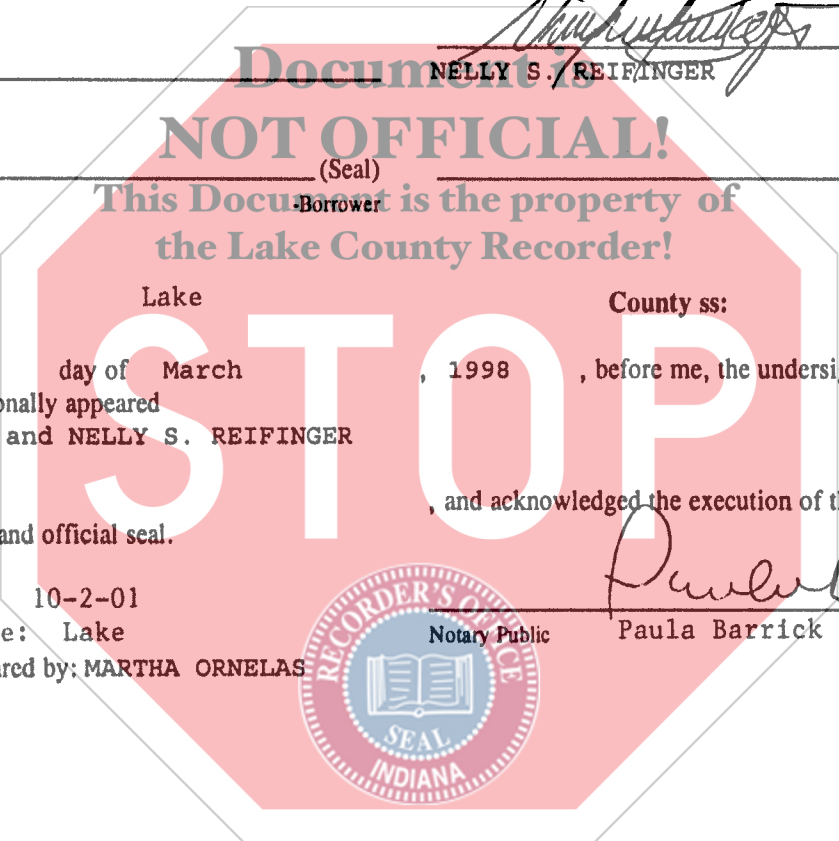 Document is
NELLY S. REIFINGER
NOT OFFICIAL!
(Seal)
This Document is the property of
-Borrower
the Lake County Recorder!
Lake County ss:
STOP
day of March , 1998 , before me, the undersi
onally appeared
and NELLY S. REIFINGER
, and acknowledged the execution of th
and official seal.
10-2-01
e: Lake
Notary Public Paula Barrick
ared by: MARTHA ORNELAS
RECORDER'S OFFICE
SEAL
INDIANA